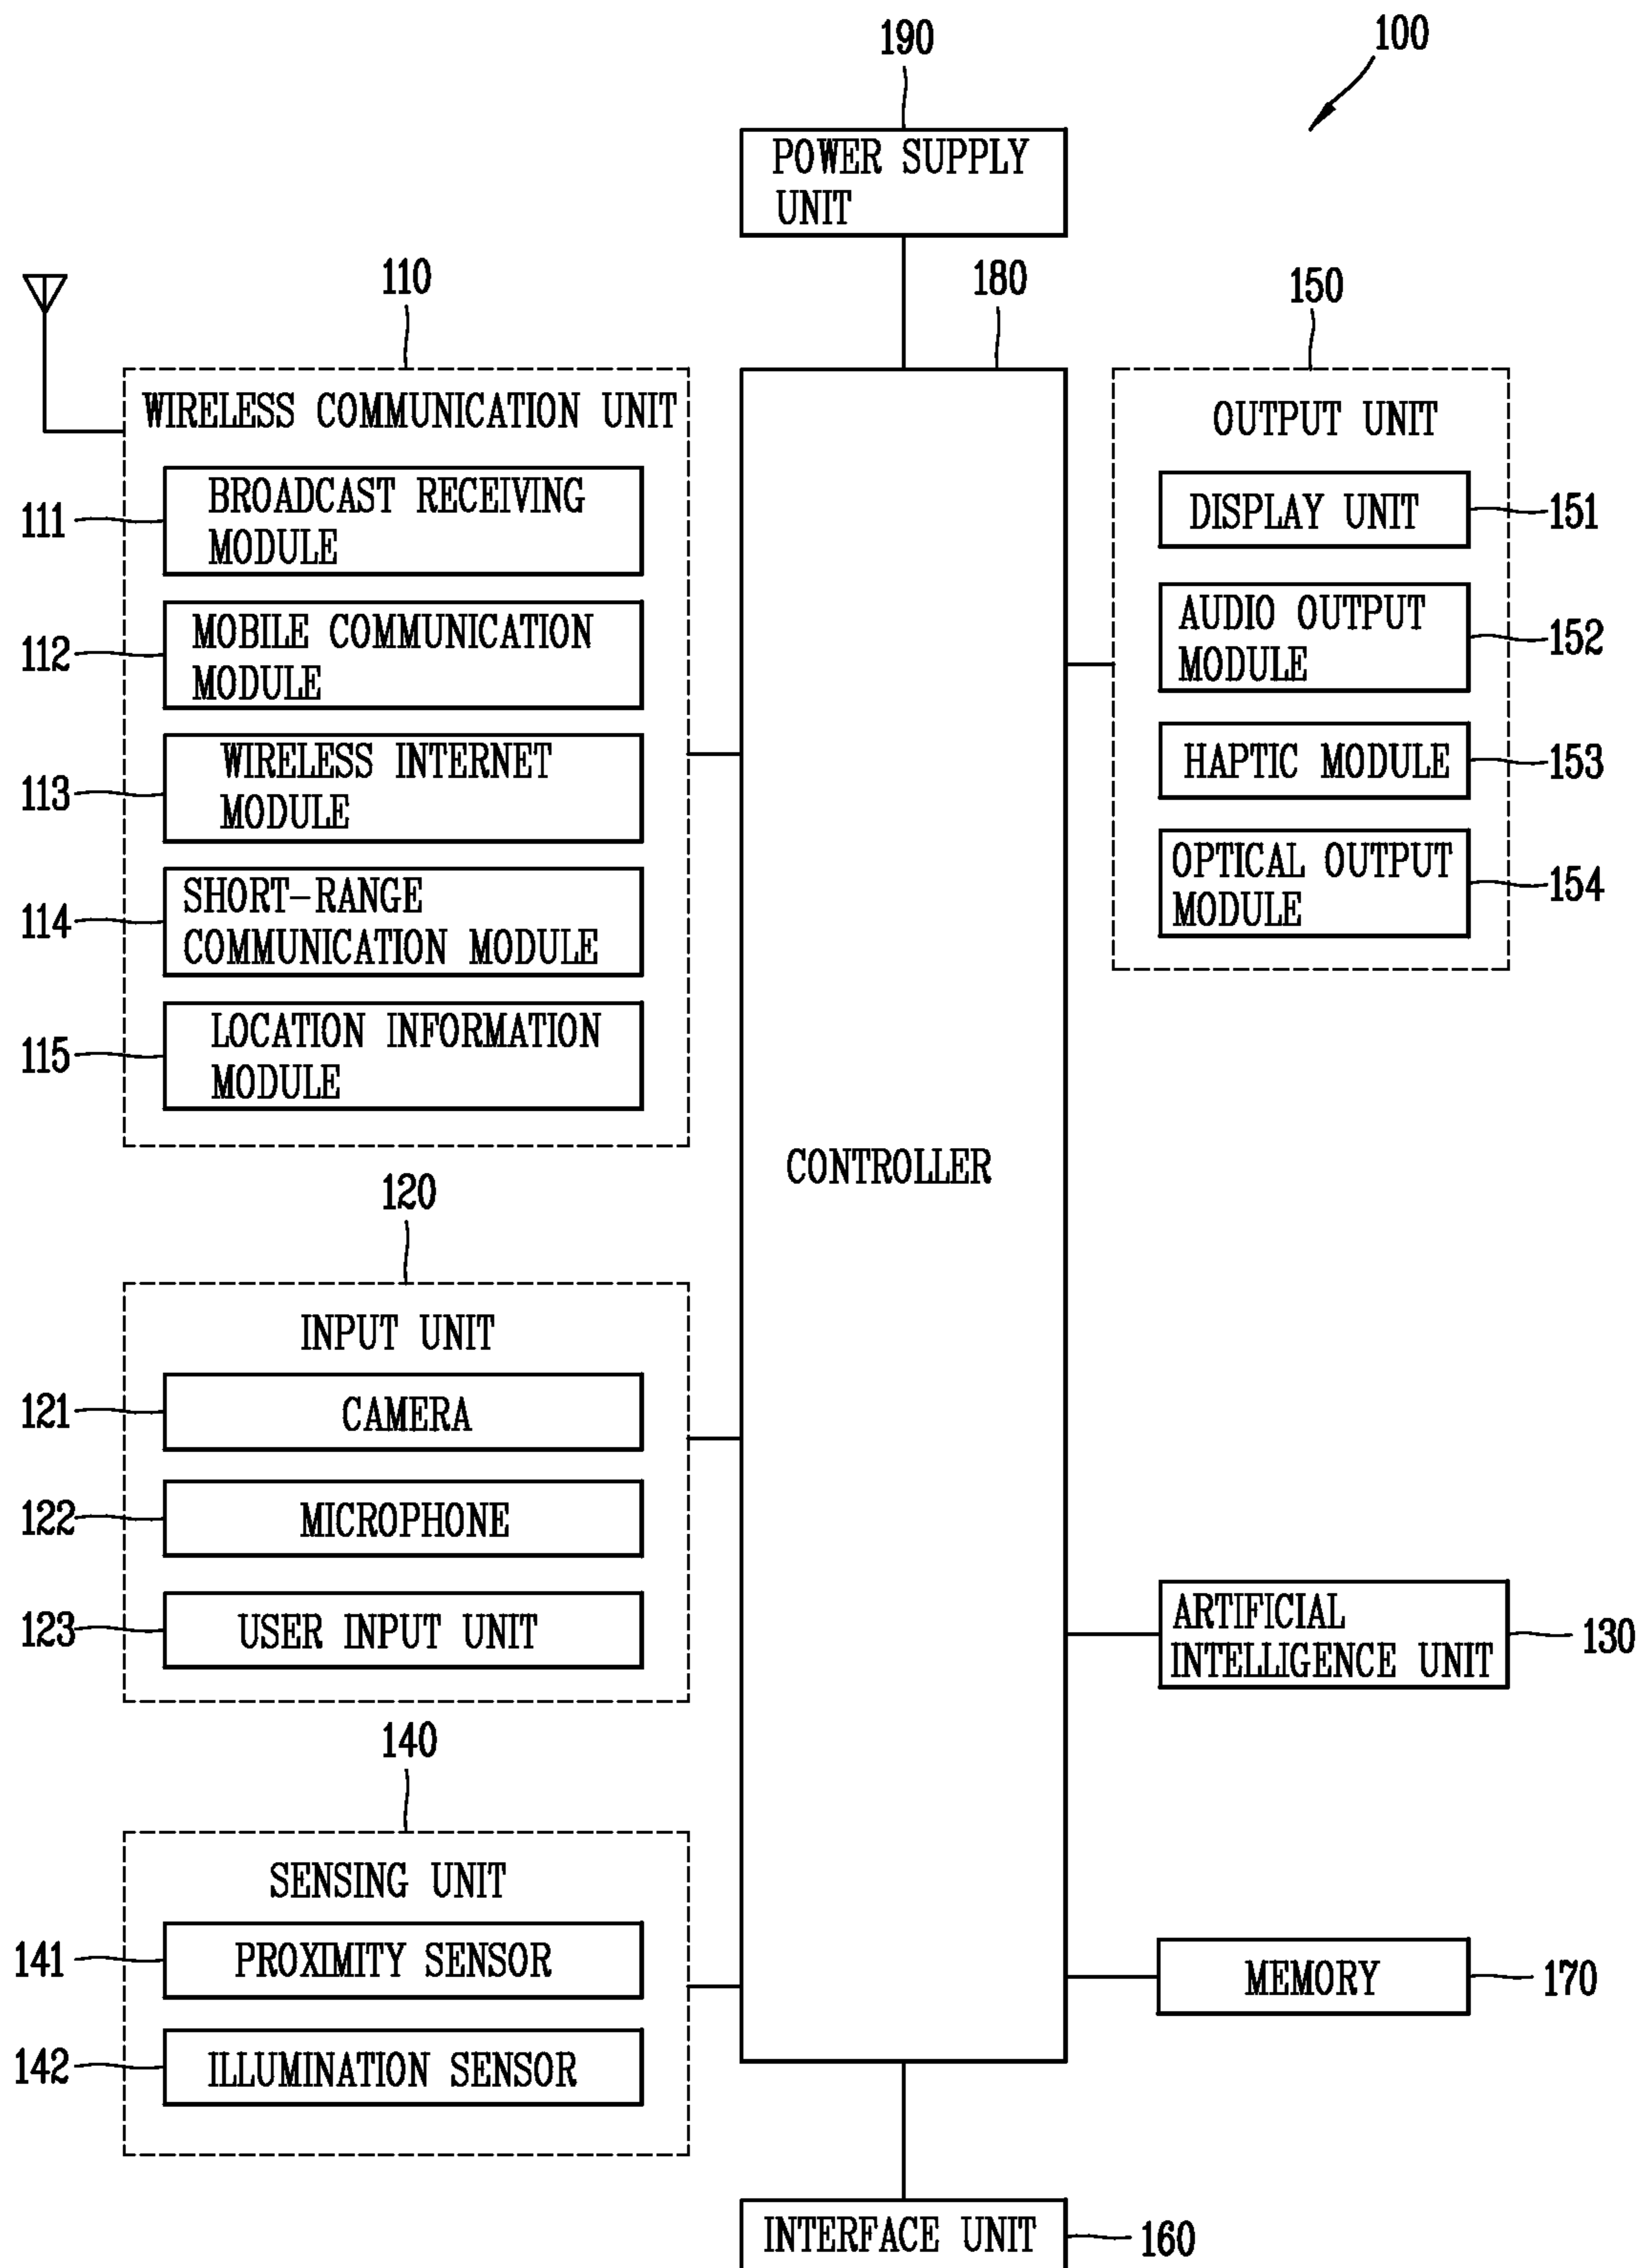 100
190
POWER SUPPLY
UNIT
110
180
150
WIRELESS COMMUNICATION UNIT
111
BROADCAST RECEIVING
MODULE
112
MOBILE COMMUNICATION
MODULE
113
WIRELESS INTERNET
MODULE
114
SHORT-RANGE
COMMUNICATION MODULE
115
LOCATION INFORMATION
MODULE
120
INPUT UNIT
121
CAMERA
122
MICROPHONE
123
USER INPUT UNIT
140
SENSING UNIT
141
PROXIMITY SENSOR
142
ILLUMINATION SENSOR
CONTROLLER
OUTPUT UNIT
DISPLAY UNIT
151
AUDIO OUTPUT
MODULE
152
HAPTIC MODULE
153
OPTICAL OUTPUT
MODULE
154
ARTIFICIAL
INTELLIGENCE UNIT
130
MEMORY
170
INTERFACE UNIT
160